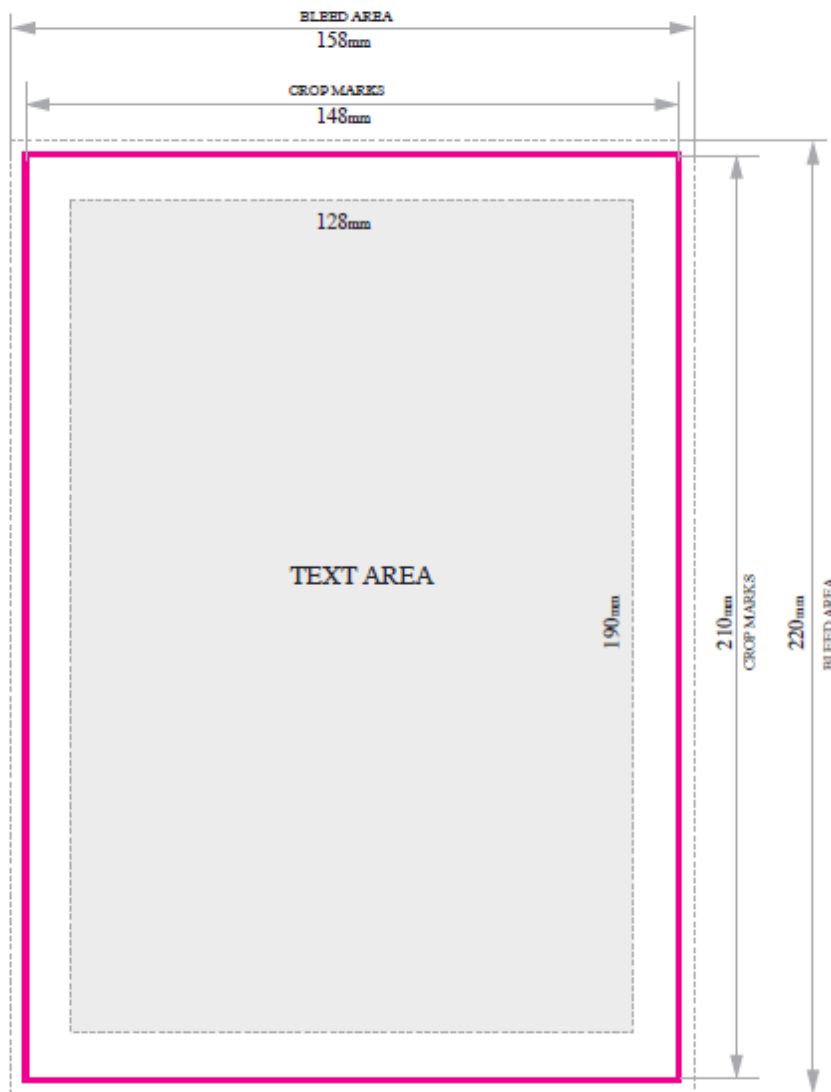 BLEED AREA
158mm
CROP MARKS
148mm
128mm
TEXT AREA
190mm
210mm
CROP MARKS
220mm
BLEED AREA